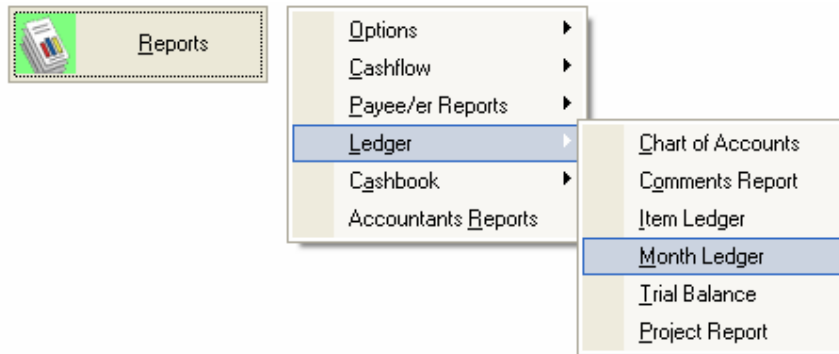 Reports
Options
Cashflow
Payee/er Reports
Ledger
Cashbook
Accountants Reports
Chart of Accounts
Comments Report
Item Ledger
Month Ledger
Trial Balance
Project Report